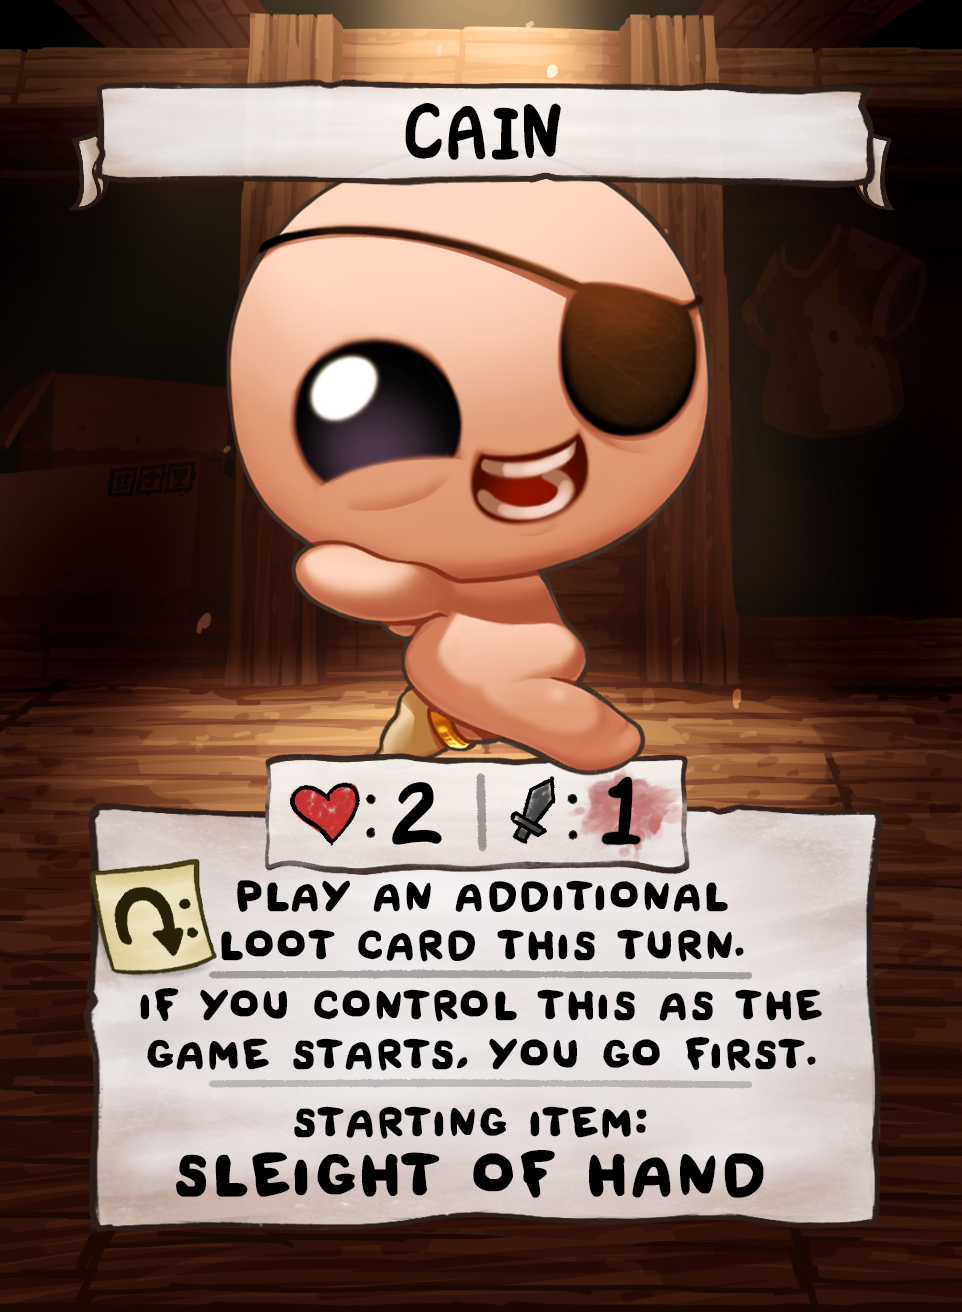 CAIN
:2 :1
PLAY AN ADDITIONAL
LOOT CARD THIS TURN.
IF YOU CONTROL THIS AS THE
GAME STARTS, YOU GO FIRST.
STARTING ITEM:
SLEIGHT OF HAND